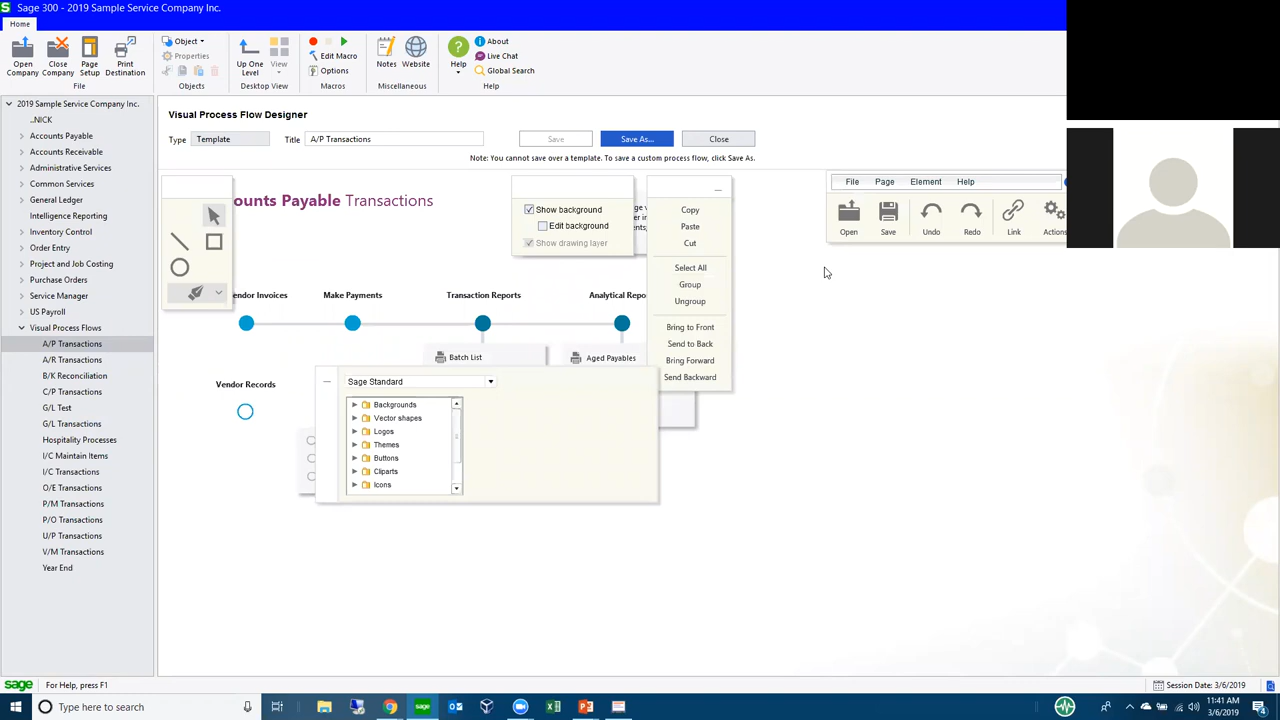 Sage 300 - 2019 Sample Service Company Inc.
Home
Open Company
Close Company
Page Setup
Print Destination
File
Object
Properties
Objects
Up One Level
View
Desktop View
Edit Macro
Options
Macros
Notes
Website
Miscellaneous
Help
About
Live Chat
Global Search
Help
2019 Sample Service Company Inc.
..NICK
Accounts Payable
Accounts Receivable
Administrative Services
Common Services
General Ledger
Intelligence Reporting
Inventory Control
Order Entry
Project and Job Costing
Purchase Orders
Service Manager
US Payroll
Visual Process Flows
A/P Transactions
A/R Transactions
B/K Reconciliation
C/P Transactions
G/L Test
G/L Transactions
Hospitality Processes
I/C Maintain Items
I/C Transactions
O/E Transactions
P/M Transactions
P/O Transactions
U/P Transactions
V/M Transactions
Year End
Visual Process Flow Designer
Type Template Title A/P Transactions Save Save As... Close
Note: You cannot save over a template. To save a custom process flow, click Save As.
ounts Payable Transactions
Show background
Edit background
Show drawing layer
Copy
Paste
Cut
Select All
Group
Ungroup
Bring to Front
Send to Back
Bring Forward
Send Backward
File Page Element Help
Open Save Undo Redo Link Actions
endor Invoices Make Payments Transaction Reports Analytical Repo
Batch List Aged Payables
Vendor Records
Sage Standard
Backgrounds
Vector shapes
Logos
Themes
Buttons
Cliparts
Icons
sage For Help, press F1 Session Date: 3/6/2019
Type here to search
sage
11:41 AM
3/6/2019
4